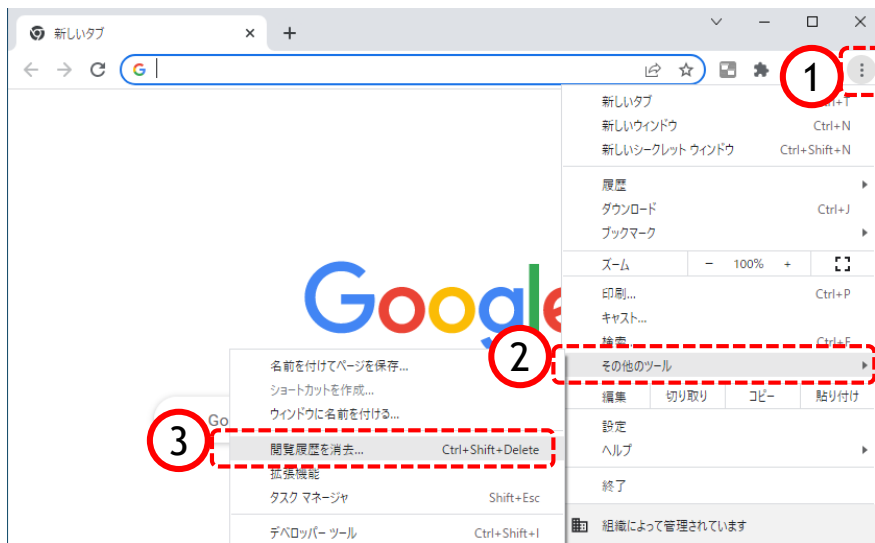 新しいタブ
G
1
新しいタブ Ctrl+T
新しいウィンドウ Ctrl+N
新しいシークレット ウィンドウ Ctrl+Shift+N
履歴
ダウンロード Ctrl+J
ブックマーク
ズーム - 100% +
印刷... Ctrl+P
キャスト...
検索... Ctrl+F
Google
2
その他のツール
編集 切り取り コピー 貼り付け
設定
ヘルプ
終了
組織によって管理されています
名前を付けてページを保存...
ショートカットを作成...
ウィンドウに名前を付ける...
Go
3
閲覧履歴を消去... Ctrl+Shift+Delete
拡張機能
タスク マネージャ Shift+Esc
デベロッパー ツール Ctrl+Shift+I